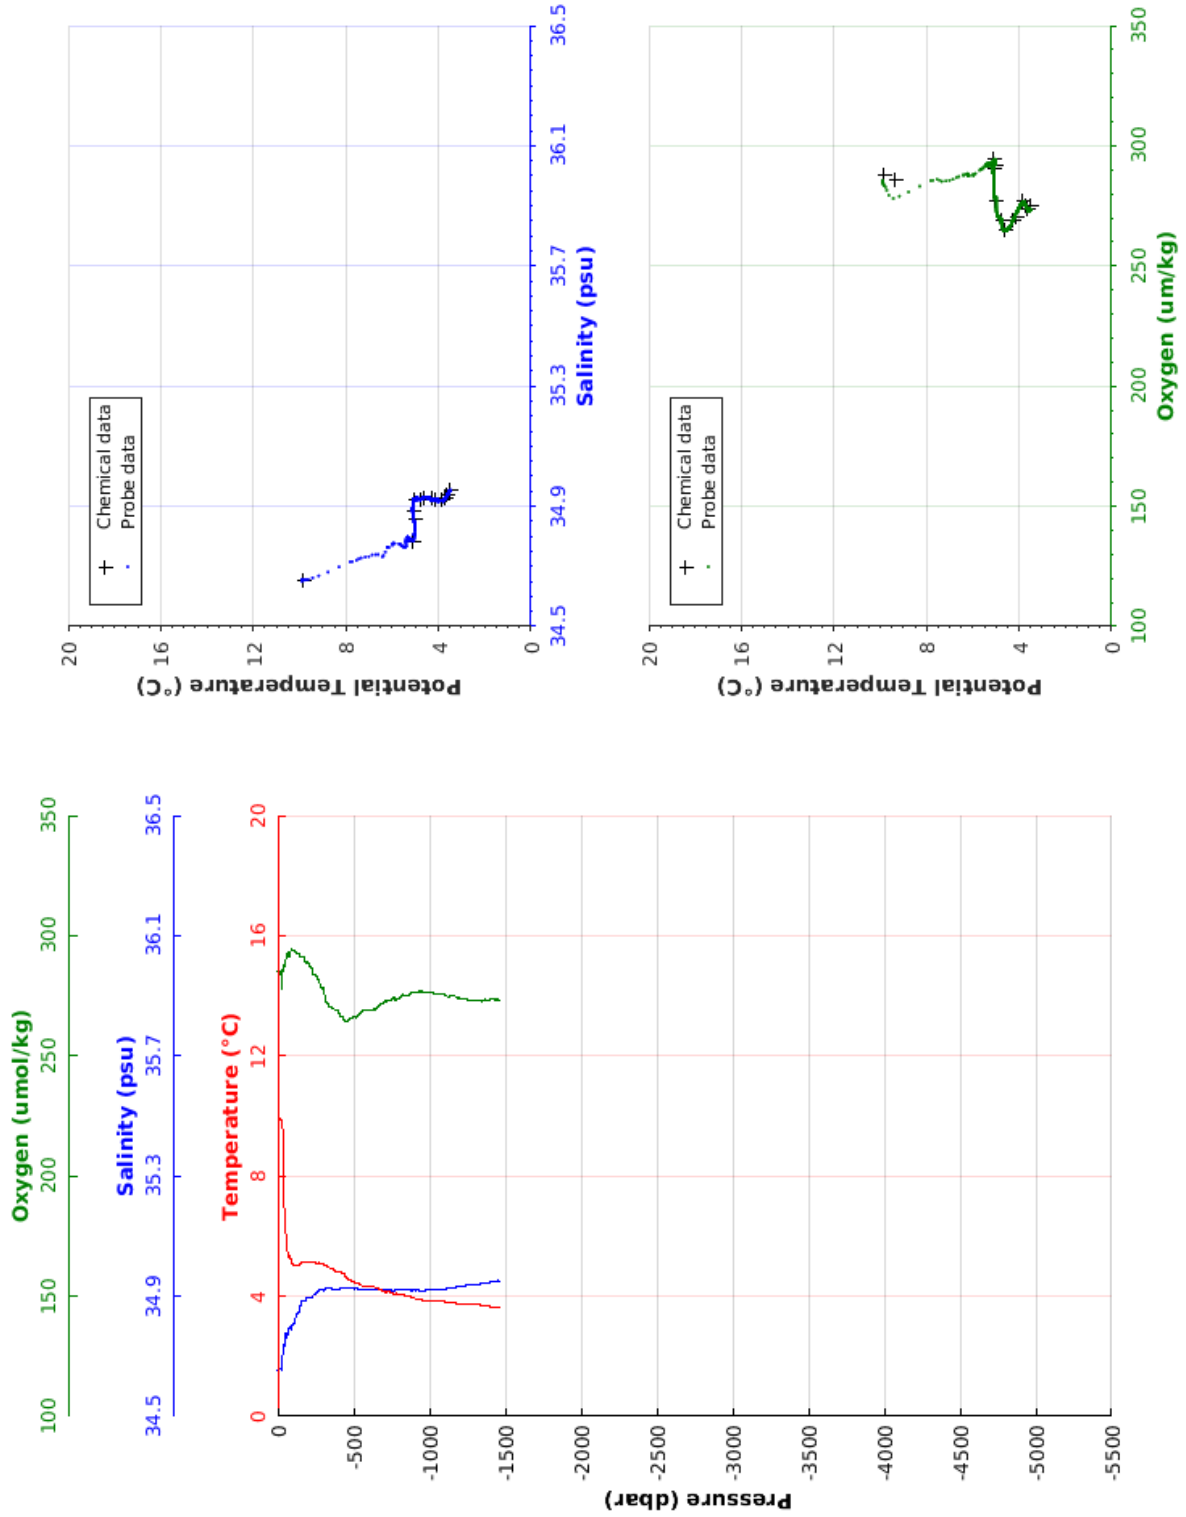 Oxygen (umol/kg)
100 150 200 250 300 350
Salinity (psu)
34.5 34.9 35.3 35.7 36.1 36.5
Temperature (°C)
0 4 8 12 16 20
Pressure (dbar)
0
-500
-1000
-1500
-2000
-2500
-3000
-3500
-4000
-4500
-5000
-5500
Potential Temperature (°C)
20
16
12
8
4
0
Chemical data
Probe data
34.5 34.9 35.3 35.7 36.1 36.5
Salinity (psu)
Potential Temperature (°C)
20
16
12
8
4
0
Chemical data
Probe data
100 150 200 250 300 350
Oxygen (um/kg)